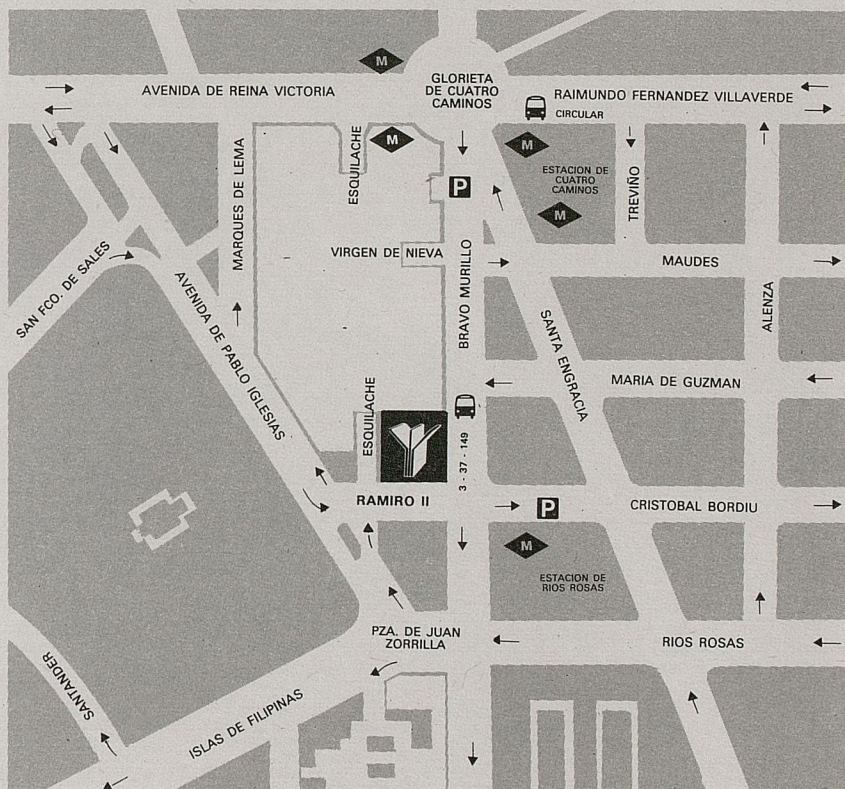 M
AVENIDA DE REINA VICTORIA
GLORIETA
DE CUATRO
CAMINOS
RAIMUNDO FERNANDEZ VILLAVERDE
CIRCULAR
M
M
ESTACION DE
CUATRO
CAMINOS
M
ESQUILACHE
MARQUES DE LEMA
P
TREVIÑO
VIRGEN DE NIEVA
BRAVO MURILLO
MAUDES
SAN FCO. DE SALES
AVENIDA DE PABLO IGLESIAS
SANTA ENGRACIA
ALENZA
MARIA DE GUZMAN
ESQUILACHE
3 - 37 - 149
RAMIRO II
P
CRISTOBAL BORDIU
M
ESTACION DE
RIOS ROSAS
PZA. DE JUAN
ZORRILLA
RIOS ROSAS
SANTANDER
ISLAS DE FILIPINAS